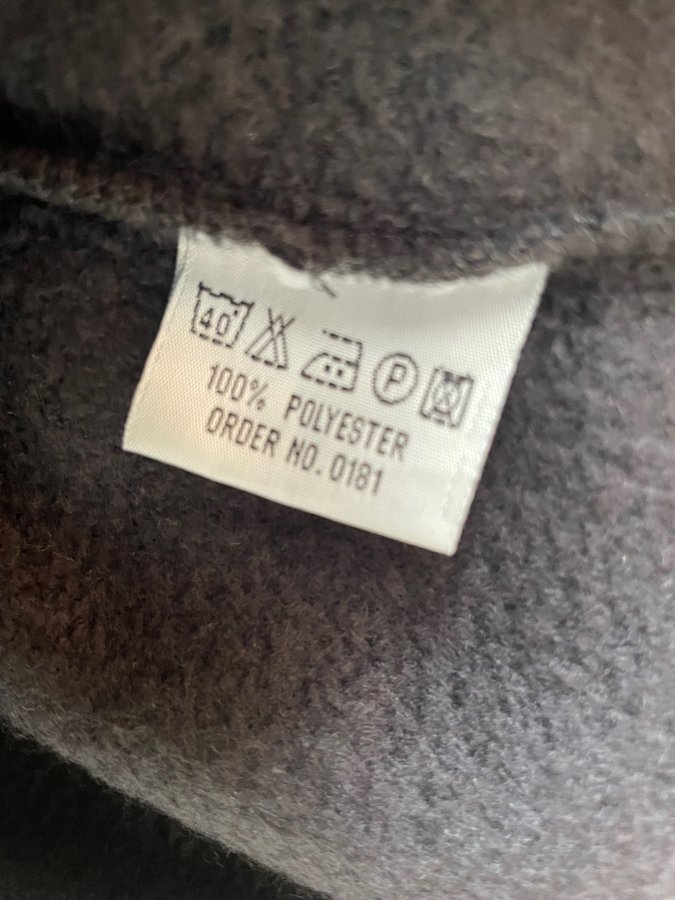 40°
P
100% POLYESTER
ORDER NO. 0181